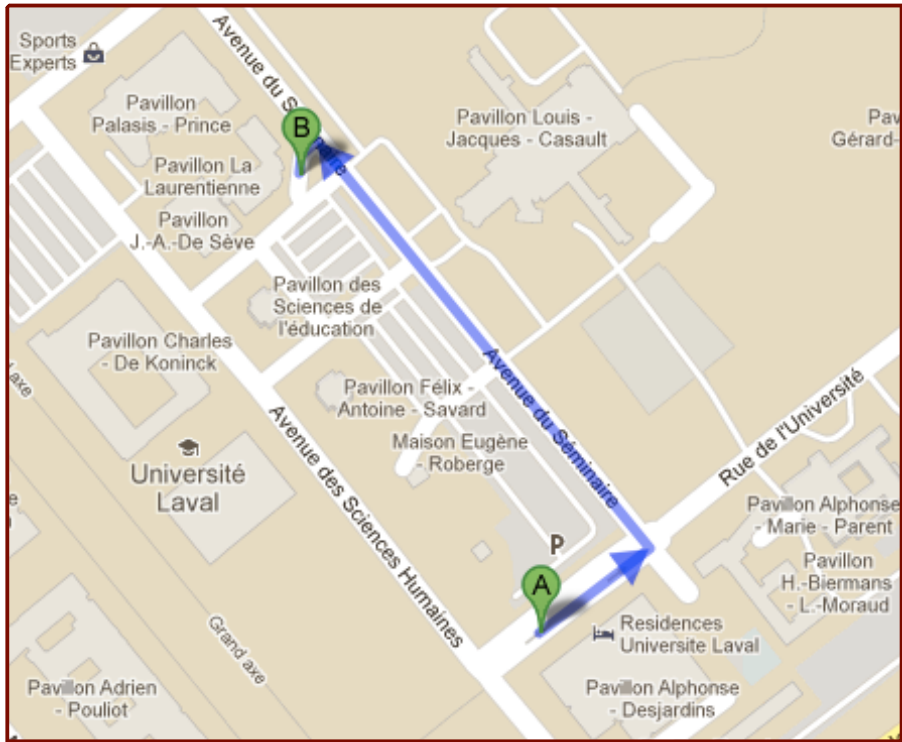 Sports
Experts
Avenue du Séminaire
Pavillon
Palasis - Prince
B
Pavillon Louis -
Jacques - Casault
Pav
Gérard-
Pavillon La
Laurentienne
Pavillon
J.-A.-De Sève
Pavillon des
Sciences de
l'éducation
Pavillon Charles
- De Koninck
axe
Avenue du Séminaire
Rue de l'Université
Pavillon Félix -
Antoine - Savard
Maison Eugène
- Roberge
Avenue des Sciences Humaines
Université
Laval
Pavillon Alphonse
- Marie - Parent
P
Pavillon
H.-Biermans
- L.-Moraud
A
Residences
Universite Laval
Grand axe
Pavillon Adrien
- Pouliot
Pavillon Alphonse
- Desjardins